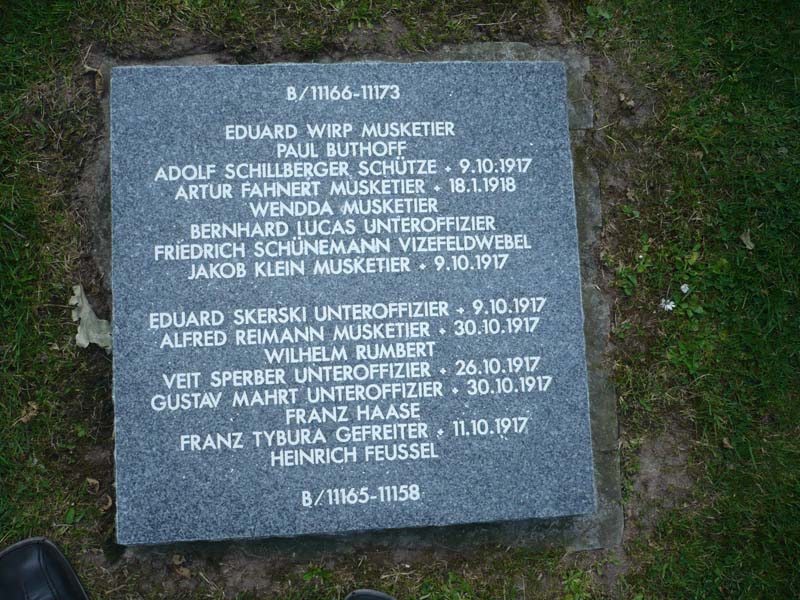 B/11166-11173
EDUARD WIRP MUSKETIER
PAUL BUTHOFF
ADOLF SCHILLBERGER SCHÜTZE + 9.10.1917
ARTUR FAHNERT MUSKETIER + 18.1.1918
WENDDA MUSKETIER
BERNHARD LUCAS UNTEROFFIZIER
FRIEDRICH SCHÜNEMANN VIZEFELDWEBEL
JAKOB KLEIN MUSKETIER + 9.10.1917
EDUARD SKERSKI UNTEROFFIZIER + 9.10.1917
ALFRED REIMANN MUSKETIER + 30.10.1917
WILHELM RUMBERT
VEIT SPERBER UNTEROFFIZIER + 26.10.1917
GUSTAV MAHRT UNTEROFFIZIER + 30.10.1917
FRANZ HAASE
FRANZ TYBURA GEFREITER + 11.10.1917
HEINRICH FEUSSEL
B/11165-11158